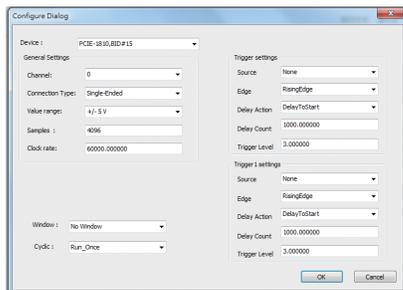 Configure Dialog
Device : PCIE-1810,BID#15
General Settings
Channel: 0
Connection Type: Single-Ended
Value range: +/- 5 V
Samples : 4096
Clock rate: 60000.000000
Window : No Window
Cyclic : Run_Once
Trigger settings
Source None
Edge RisingEdge
Delay Action DelayToStart
Delay Count 1000.000000
Trigger Level 3.000000
Trigger1 settings
Source None
Edge RisingEdge
Delay Action DelayToStart
Delay Count 1000.000000
Trigger Level 3.000000
OK Cancel